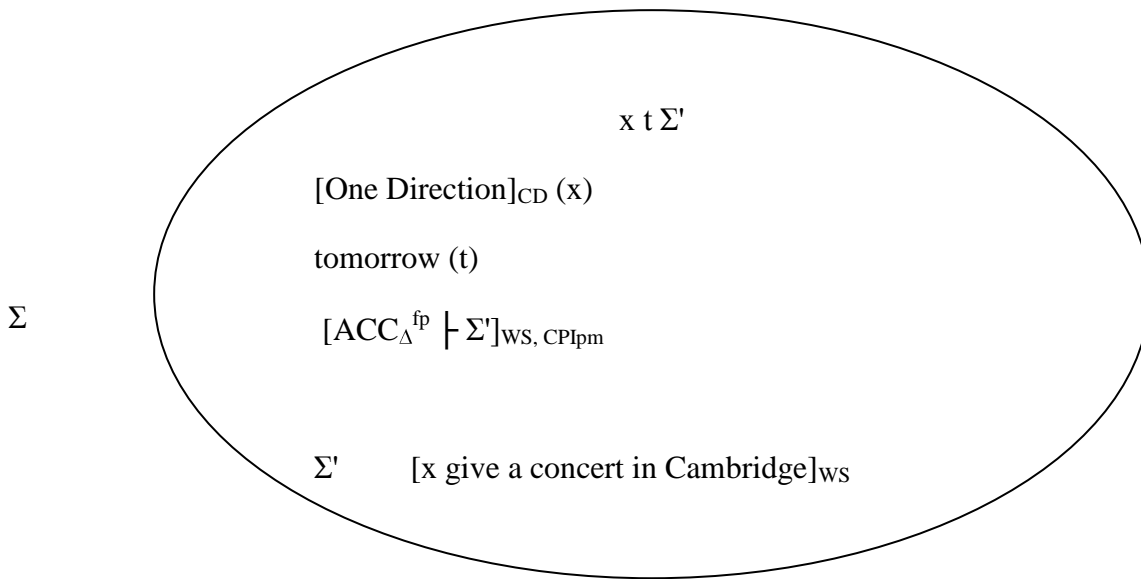 x t Σ'
[One Direction]CD (x)
tomorrow (t)
Σ
[ACCΔfp ├ Σ']WS, CPIpm
Σ' [x give a concert in Cambridge]WS